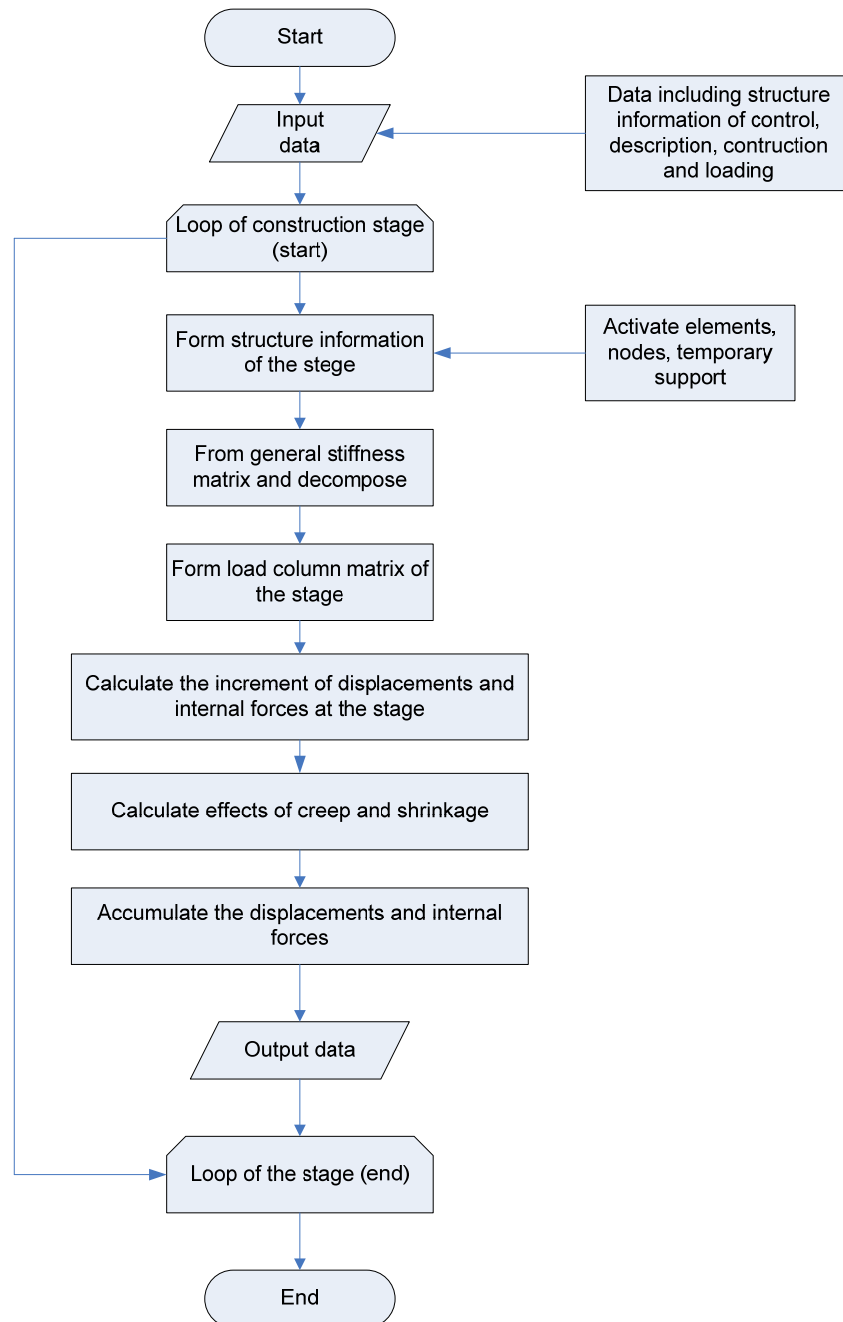 Start
Input
data
Data including structure
information of control,
description, contruction
and loading
Loop of construction stage
(start)
Form structure information
of the stege
Activate elements,
nodes, temporary
support
From general stiffness
matrix and decompose
Form load column matrix of
the stage
Calculate the increment of displacements and
internal forces at the stage
Calculate effects of creep and shrinkage
Accumulate the displacements and internal
forces
Output data
Loop of the stage (end)
End